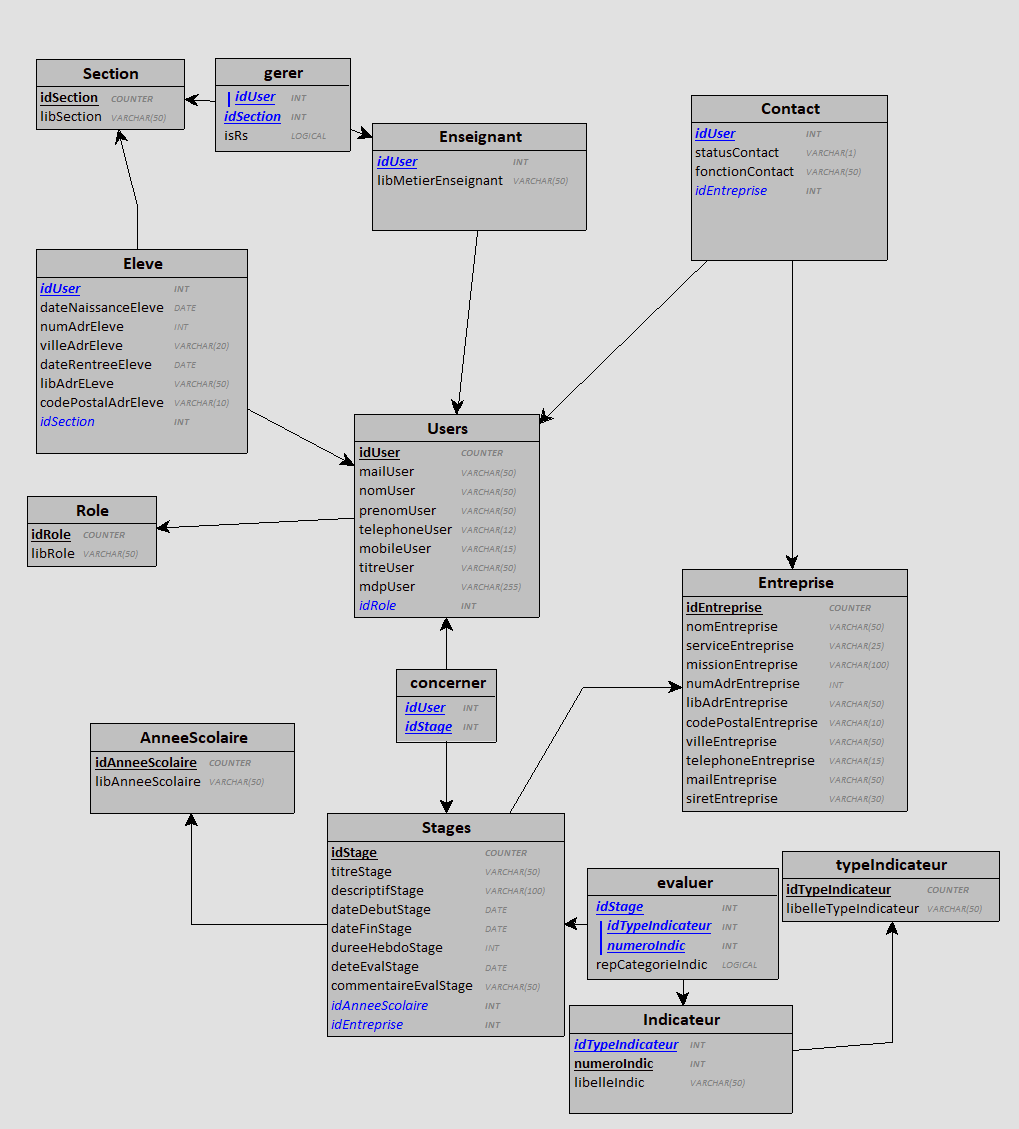 Section
idSection COUNTER
libSection VARCHAR(50)
gerer
idUser INT
idSection INT
isRs LOGICAL
Enseignant
idUser INT
libMetierEnseignant VARCHAR(50)
Contact
idUser INT
statusContact VARCHAR(1)
fonctionContact VARCHAR(50)
idEntreprise INT
Eleve
idUser INT
dateNaissanceEleve DATE
numAdrEleve INT
villeAdrEleve VARCHAR(20)
dateRentreeEleve DATE
libAdrELeve VARCHAR(50)
codePostalAdrEleve VARCHAR(10)
idSection INT
Users
idUser COUNTER
mailUser VARCHAR(50)
nomUser VARCHAR(50)
prenomUser VARCHAR(50)
telephoneUser VARCHAR(12)
mobileUser VARCHAR(15)
titreUser VARCHAR(50)
mdpUser VARCHAR(255)
idRole INT
Role
idRole COUNTER
libRole VARCHAR(50)
Entreprise
idEntreprise COUNTER
nomEntreprise VARCHAR(50)
serviceEntreprise VARCHAR(25)
missionEntreprise VARCHAR(100)
numAdrEntreprise INT
libAdrEntreprise VARCHAR(50)
codePostalEntreprise VARCHAR(10)
villeEntreprise VARCHAR(50)
telephoneEntreprise VARCHAR(15)
mailEntreprise VARCHAR(50)
siretEntreprise VARCHAR(30)
concerner
idUser INT
idStage INT
AnneeScolaire
idAnneeScolaire COUNTER
libAnneeScolaire VARCHAR(50)
Stages
idStage COUNTER
titreStage VARCHAR(50)
descriptifStage VARCHAR(100)
dateDebutStage DATE
dateFinStage DATE
dureeHebdoStage INT
deteEvalStage DATE
commentaireEvalStage VARCHAR(50)
idAnneeScolaire INT
idEntreprise INT
evaluer
idStage INT
idTypeIndicateur INT
numeroIndic INT
repCategorieIndic LOGICAL
typeIndicateur
idTypeIndicateur COUNTER
libelleTypeIndicateur VARCHAR(50)
Indicateur
idTypeIndicateur INT
numeroIndic INT
libelleIndic VARCHAR(50)